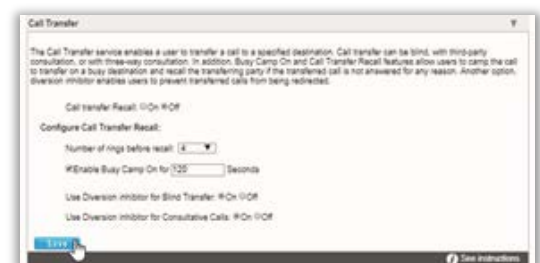 Call Transfer
The Call Transfer service enables a user to transfer a call to a specified destination. Call transfer can be blind, with third-party
consultation, or with three-way consultation. In addition, Busy Camp On and Call Transfer Recall features allow users to camp the call
to transfer on a busy destination and recall the transferring party if the transferred call is not answered for any reason. Another option,
diversion inhibitor enables users to prevent transferred calls from being redirected.
Call transfer Recall: On Off
Configure Call Transfer Recall:
Number of rings before recall: 4
Enable Busy Camp On for 120 Seconds
Use Diversion inhibitor for Blind Transfer: On Off
Use Diversion inhibitor for Consultative Calls: On Off
Save
See instructions